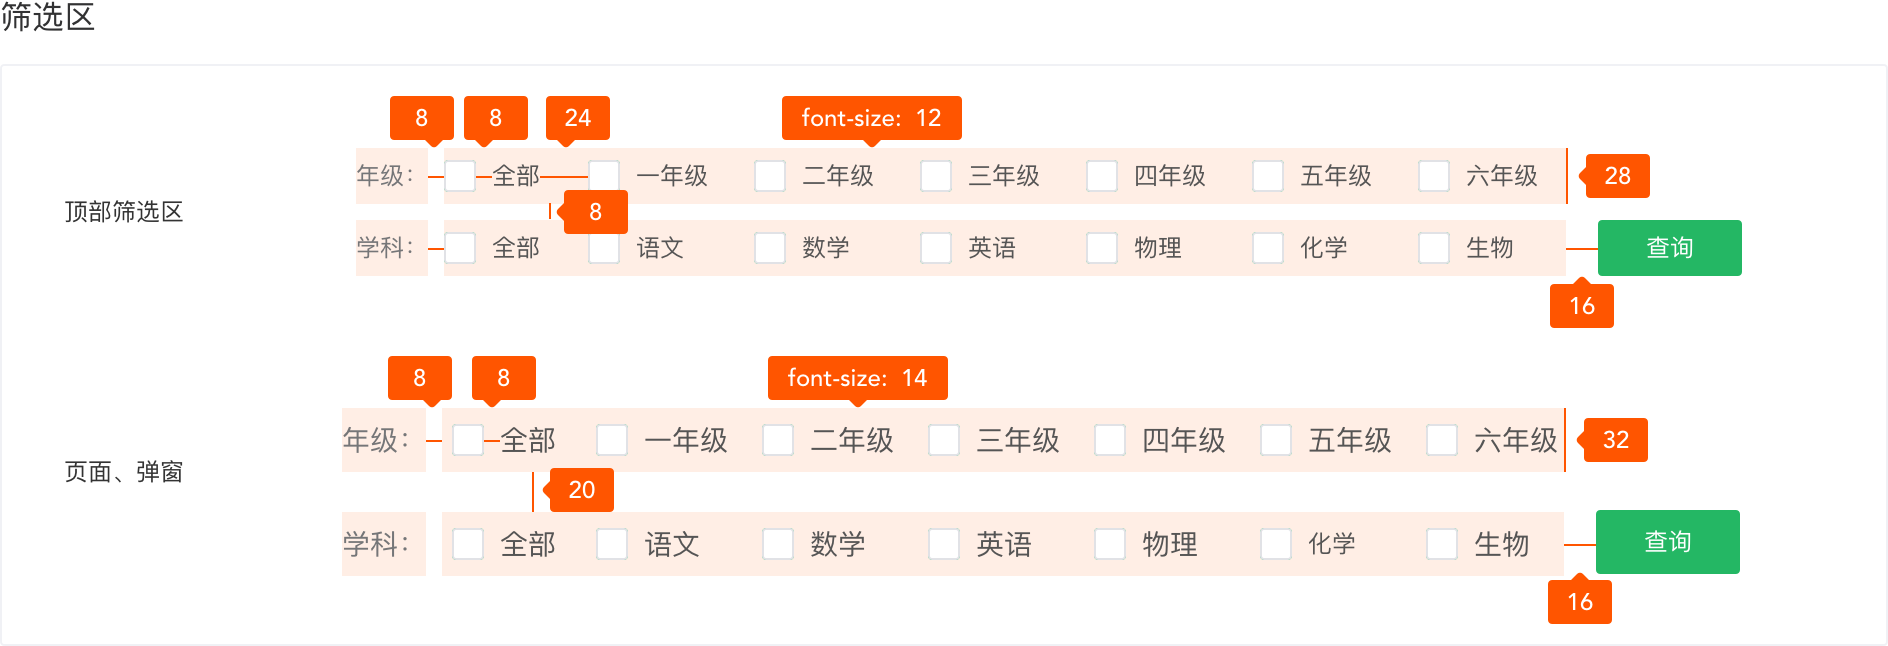 筛选区
8 8 24 font-size: 12
年级： 全部 一年级 二年级 三年级 四年级 五年级 六年级 28
顶部筛选区 8
学科： 全部 语文 数学 英语 物理 化学 生物 查询
16
8 8 font-size: 14
年级： 全部 一年级 二年级 三年级 四年级 五年级 六年级 32
页面、弹窗 20
学科： 全部 语文 数学 英语 物理 化学 生物 查询
16